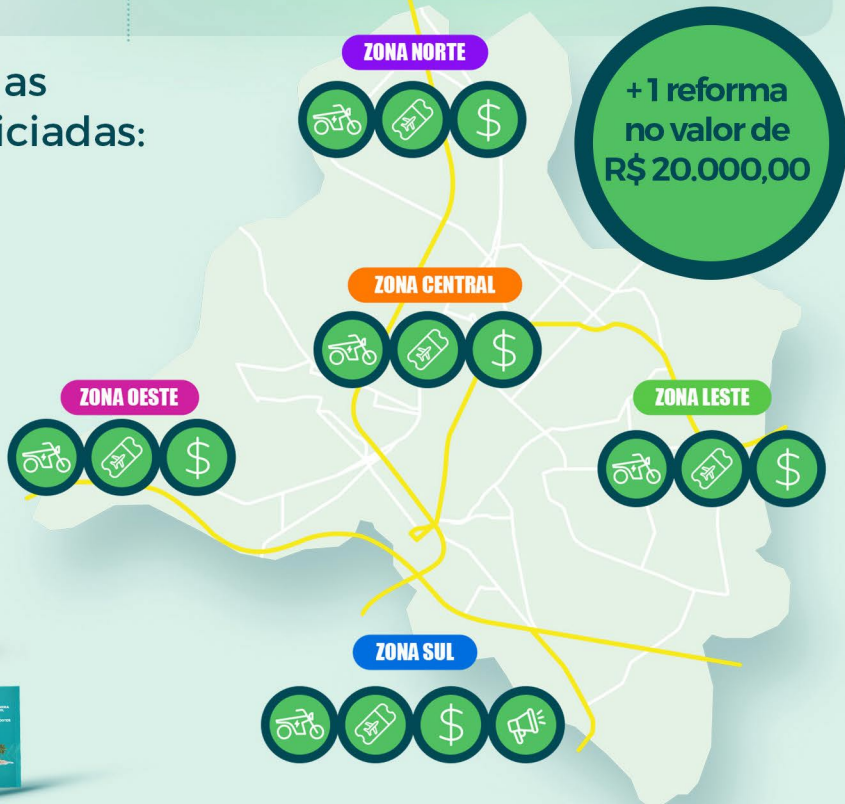 ZONA NORTE
as
iciadas:
+1 reforma
no valor de
R$ 20.000,00
ZONA CENTRAL
ZONA OESTE
ZONA LESTE
ZONA SUL